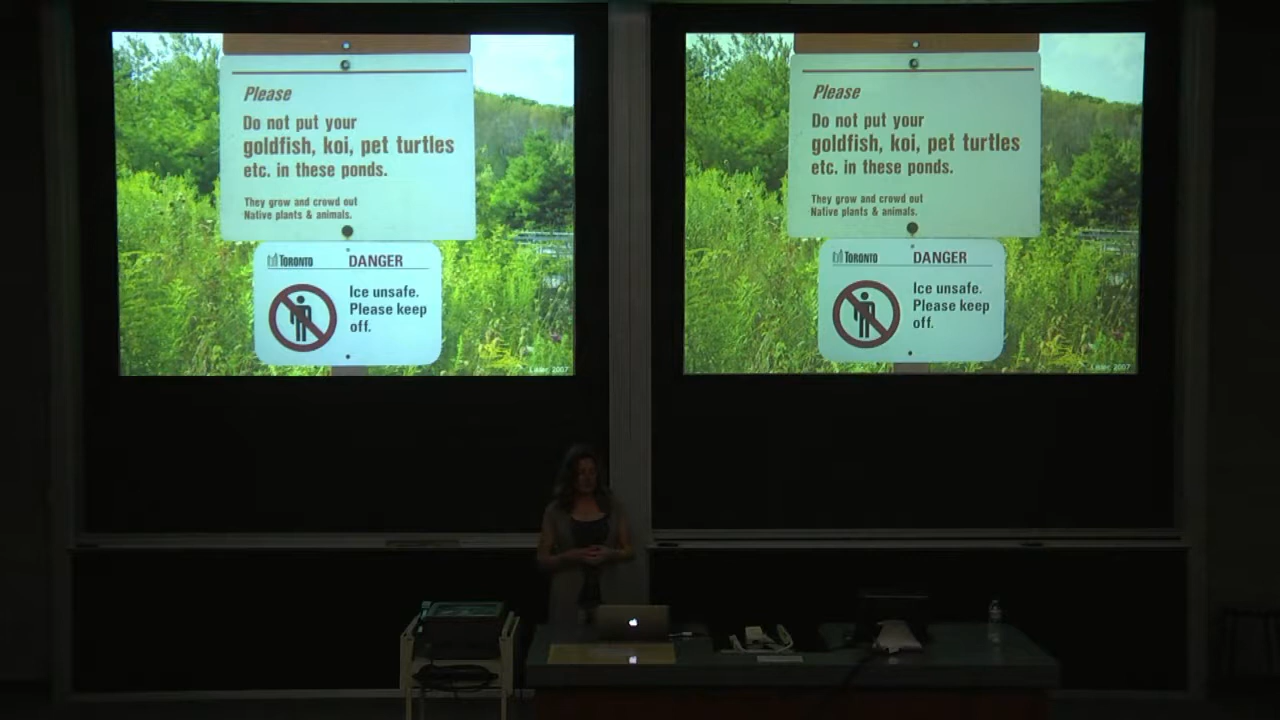 Please
Do not put your
goldfish, koi, pet turtles
etc. in these ponds.
They grow and crowd out
Native plants & animals.
TORONTO DANGER
Ice unsafe.
Please keep
off.
Please
Do not put your
goldfish, koi, pet turtles
etc. in these ponds.
They grow and crowd out
Native plants & animals.
TORONTO DANGER
Ice unsafe.
Please keep
off.